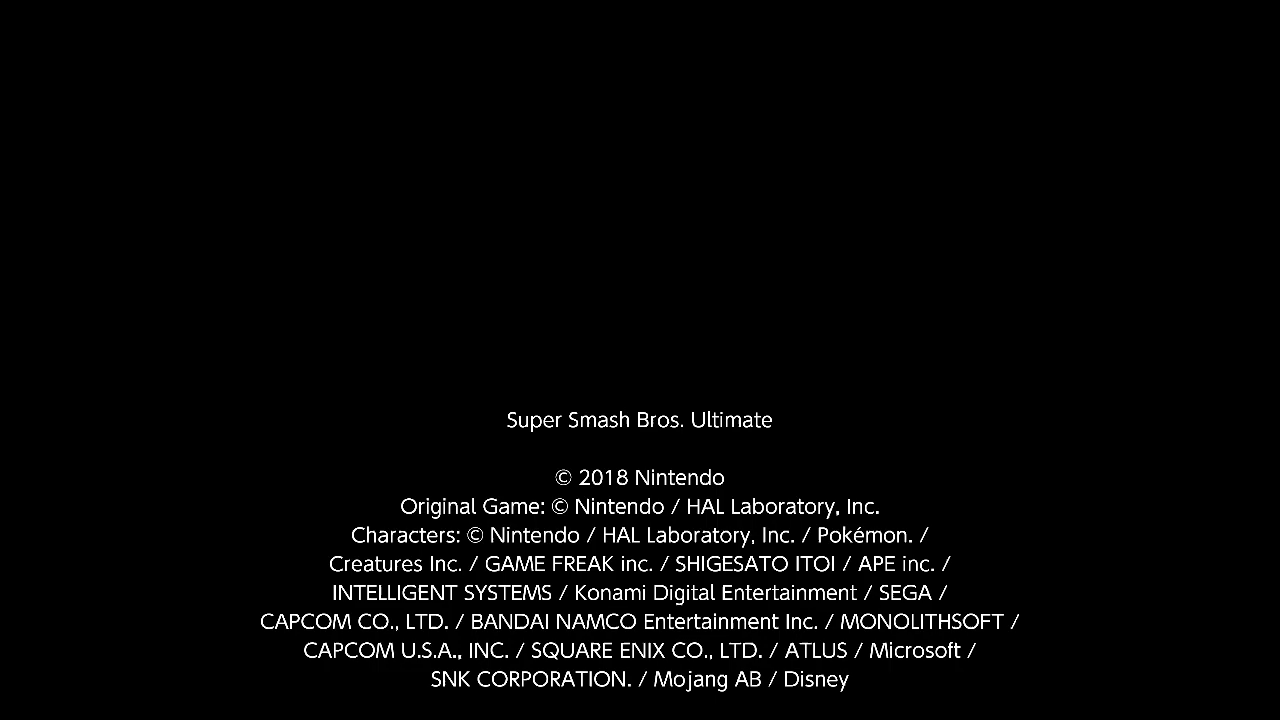 Super Smash Bros. Ultimate
© 2018 Nintendo
Original Game: © Nintendo / HAL Laboratory, Inc.
Characters: © Nintendo / HAL Laboratory, Inc. / Pokémon. /
Creatures Inc. / GAME FREAK inc. / SHIGESATO ITOI / APE inc. /
INTELLIGENT SYSTEMS / Konami Digital Entertainment / SEGA /
CAPCOM CO., LTD. / BANDAI NAMCO Entertainment Inc. / MONOLITHSOFT /
CAPCOM U.S.A., INC. / SQUARE ENIX CO., LTD. / ATLUS / Microsoft /
SNK CORPORATION. / Mojang AB / Disney